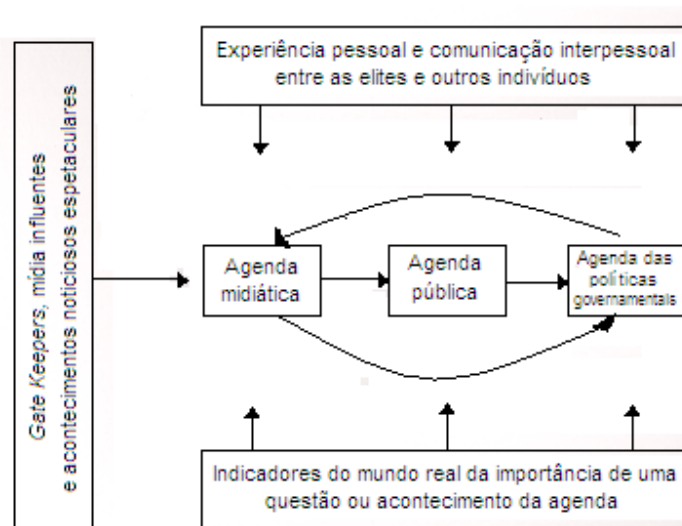 Experiência pessoal e comunicação interpessoal
entre as elites e outros indivíduos
Gate Keepers, mídia influentes
e acontecimentos noticiosos espetaculares
Agenda
midiática
Agenda
pública
Agenda das
políticas
governamentais
Indicadores do mundo real da importância de uma
questão ou acontecimento da agenda